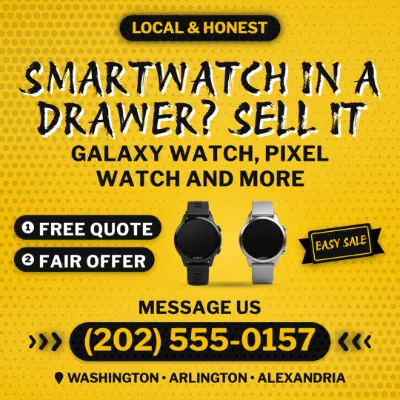 LOCAL & HONEST
SMARTWATCH IN A
DRAWER? SELL IT
GALAXY WATCH, PIXEL
WATCH AND MORE
1 FREE QUOTE
2 FAIR OFFER
EASY SALE
MESSAGE US
(202) 555-0157
WASHINGTON • ARLINGTON • ALEXANDRIA